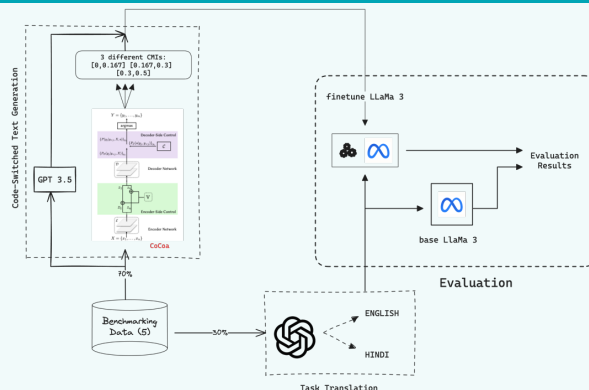 3 different CMIs:
[0,0.167] [0.167,0.3]
[0.3,0.5]
Code-Switched Text Generation
GPT 3.5
argmax
Decoder-Side Control
Decoder Network
Encoder-Side Control
Encoder Network
CoCoa
70%
Benchmarking
Data (5)
30%
ENGLISH
HINDI
Task Translation
finetune LLaMa 3
base LLaMa 3
Evaluation
Results
Evaluation